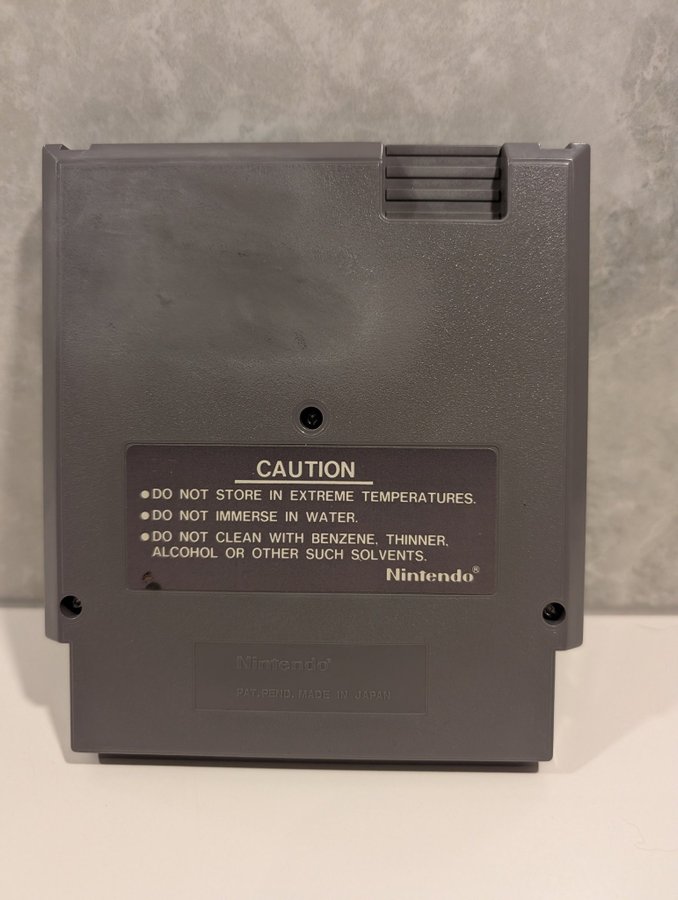 CAUTION
●DO NOT STORE IN EXTREME TEMPERATURES.
●DO NOT IMMERSE IN WATER.
●DO NOT CLEAN WITH BENZENE, THINNER,
ALCOHOL OR OTHER SUCH SOLVENTS.
Nintendo®
Nintendo®
PAT.PEND. MADE IN JAPAN